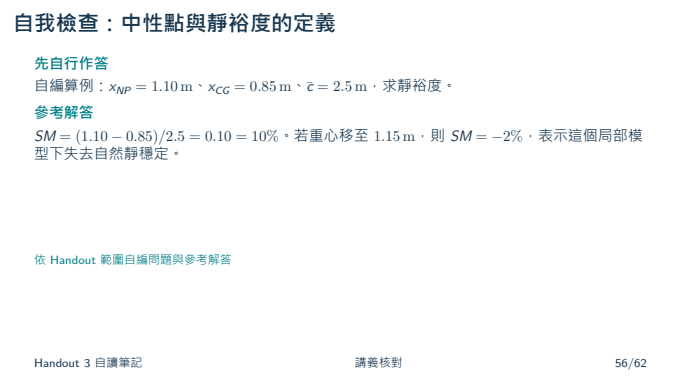 自我檢查：中性點與靜裕度的定義
先自行作答
自編算例：x_NP = 1.10 m、x_CG = 0.85 m、c̄ = 2.5 m，求靜裕度。
參考解答
SM = (1.10 − 0.85)/2.5 = 0.10 = 10%。若重心移至 1.15 m，則 SM = −2%，表示這個局部模
型下失去自然靜穩定。
依 Handout 範圍自編問題與參考解答
Handout 3 自讀筆記
講義核對
56/62